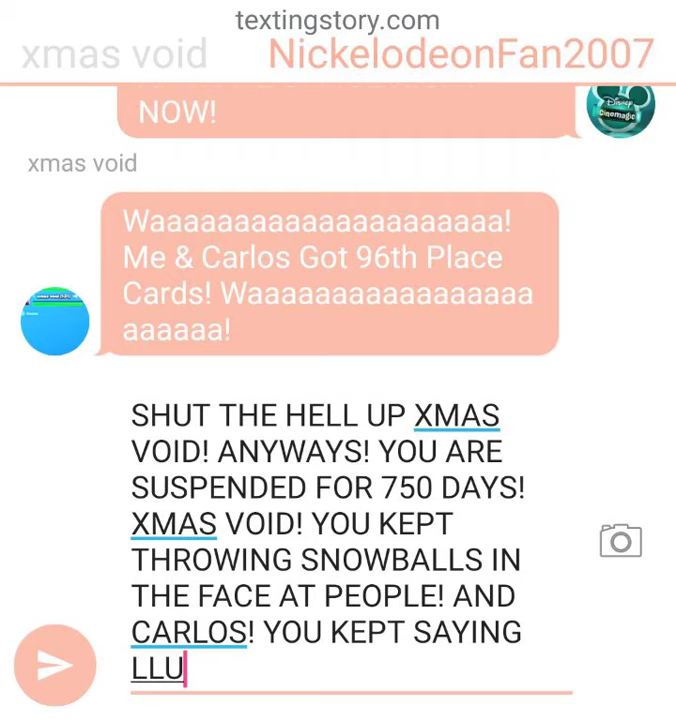 textingstory.com
xmas void NickelodeonFan2007
NOW!
Disney
Cinemagic
xmas void
Waaaaaaaaaaaaaaaaaaaaa!
Me & Carlos Got 96th Place
Cards! Waaaaaaaaaaaaaaaaa
aaaaaa!
SHUT THE HELL UP XMAS
VOID! ANYWAYS! YOU ARE
SUSPENDED FOR 750 DAYS!
XMAS VOID! YOU KEPT
THROWING SNOWBALLS IN
THE FACE AT PEOPLE! AND
CARLOS! YOU KEPT SAYING
LLU